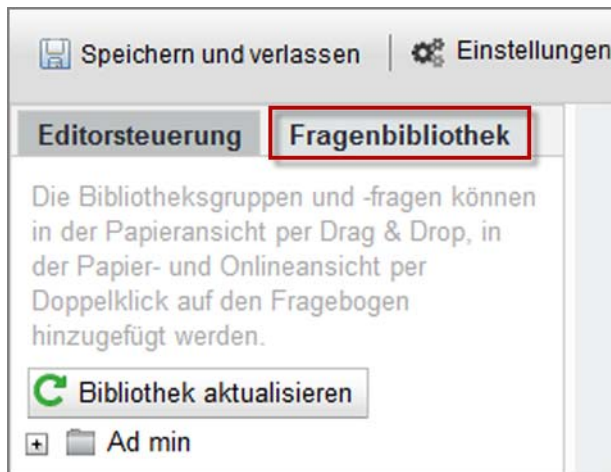 Speichern und verlassen Einstellungen
Editorsteuerung Fragenbibliothek
Die Bibliotheksgruppen und -fragen können
in der Papieransicht per Drag & Drop, in
der Papier- und Onlineansicht per
Doppelklick auf den Fragebogen
hinzugefügt werden.
Bibliothek aktualisieren
Ad min